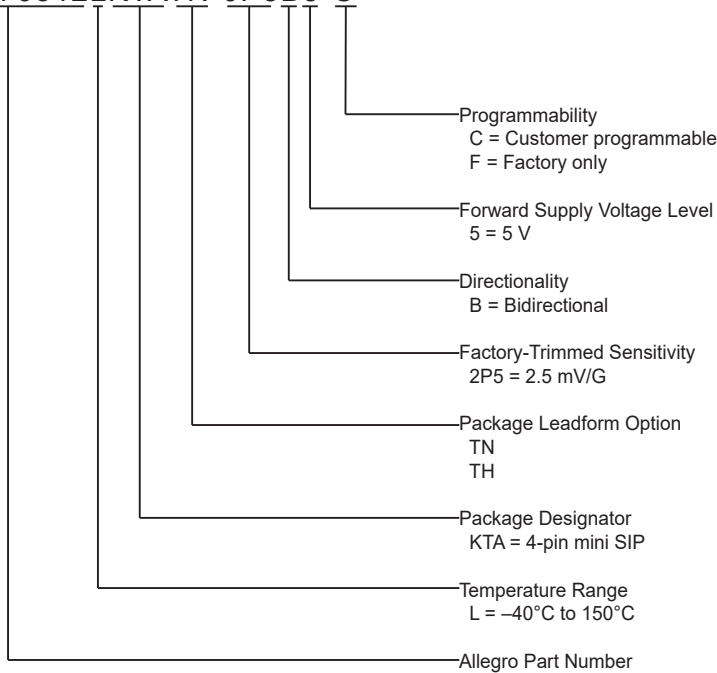 Programmability
C = Customer programmable
F = Factory only
Forward Supply Voltage Level
5 = 5 V
Directionality
B = Bidirectional
Factory-Trimmed Sensitivity
2P5 = 2.5 mV/G
Package Leadform Option
TN
TH
Package Designator
KTA = 4-pin mini SIP
Temperature Range
L = –40°C to 150°C
Allegro Part Number